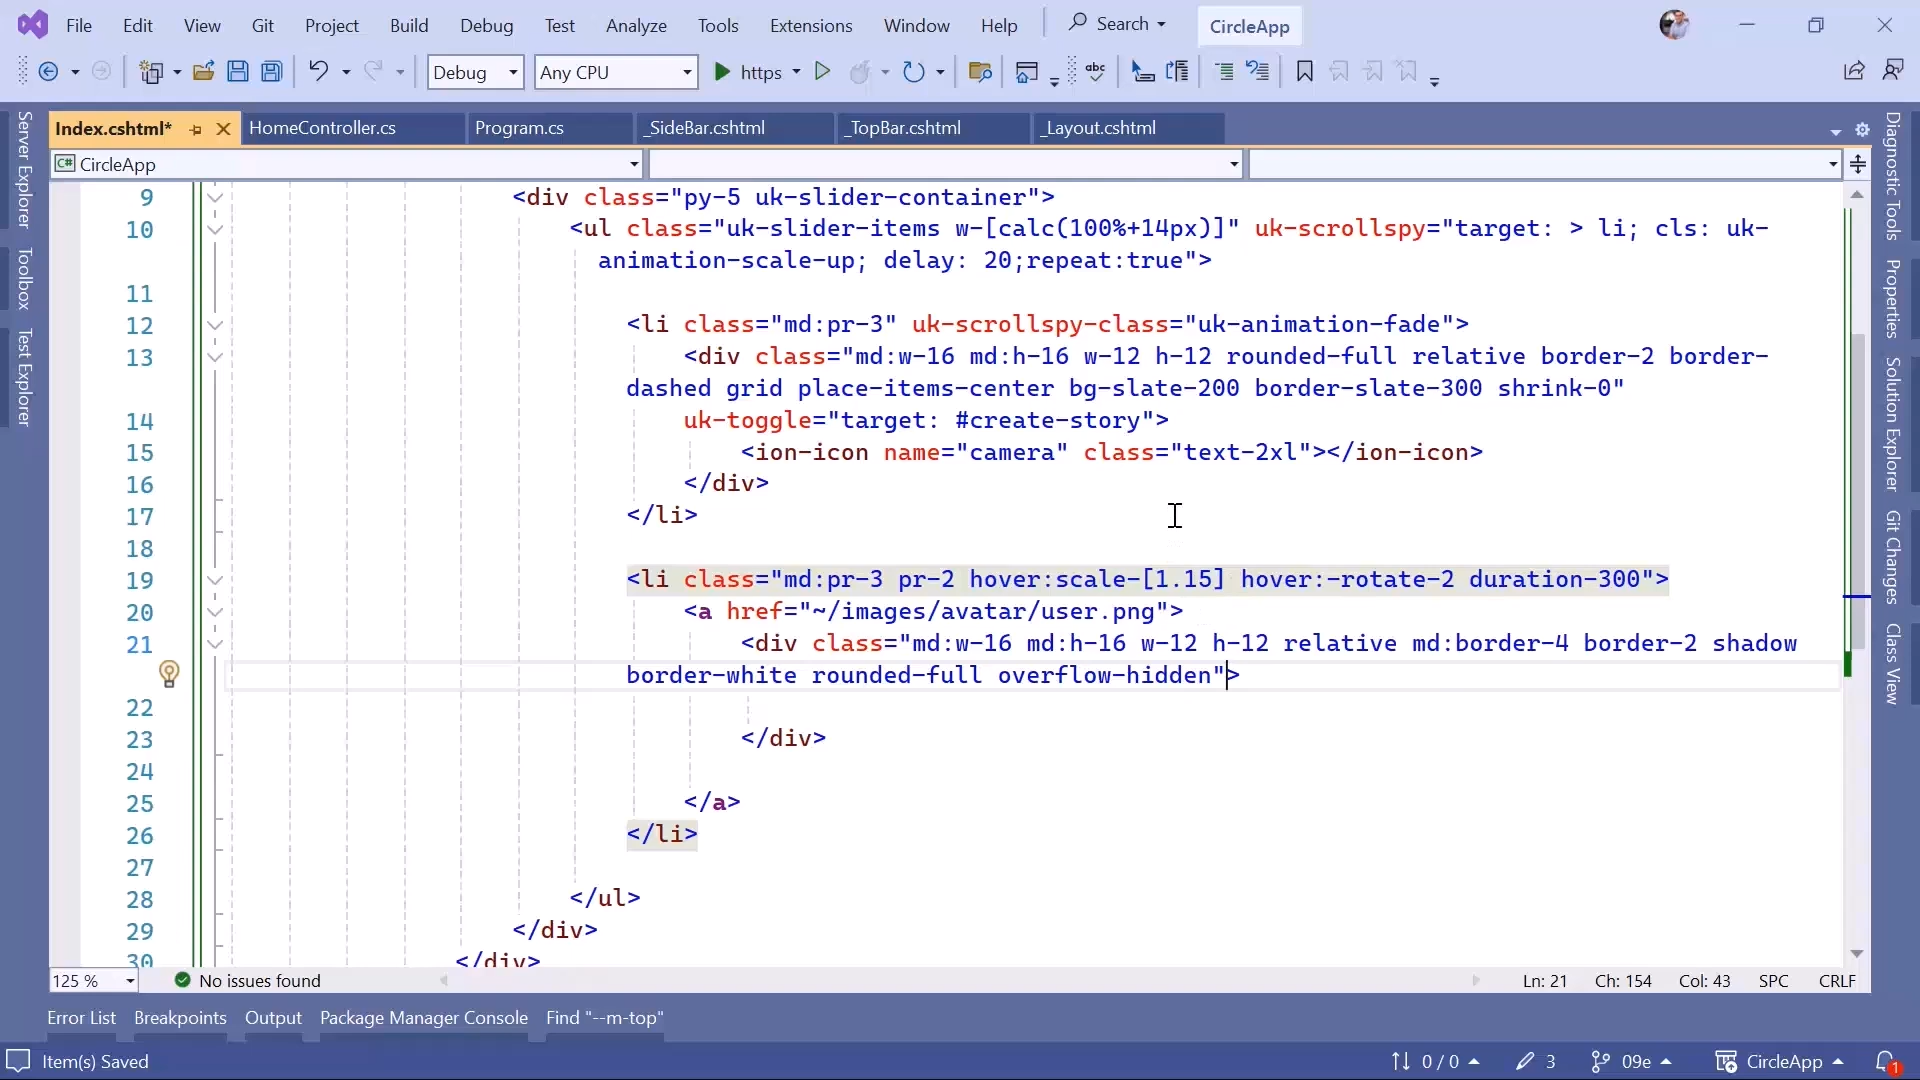 File Edit View Git Project Build Debug Test Analyze Tools Extensions Window Help Search CircleApp
Debug Any CPU https
Index.cshtml* HomeController.cs Program.cs _SideBar.cshtml _TopBar.cshtml _Layout.cshtml
CircleApp
9 <div class="py-5 uk-slider-container">
10 <ul class="uk-slider-items w-[calc(100%+14px)]" uk-scrollspy="target: > li; cls: uk-
animation-scale-up; delay: 20;repeat:true">
11
12 <li class="md:pr-3" uk-scrollspy-class="uk-animation-fade">
13 <div class="md:w-16 md:h-16 w-12 h-12 rounded-full relative border-2 border-
dashed grid place-items-center bg-slate-200 border-slate-300 shrink-0"
14 uk-toggle="target: #create-story">
15 <ion-icon name="camera" class="text-2xl"></ion-icon>
16 </div>
17 </li>
18
19 <li class="md:pr-3 pr-2 hover:scale-[1.15] hover:-rotate-2 duration-300">
20 <a href="~/images/avatar/user.png">
21 <div class="md:w-16 md:h-16 w-12 h-12 relative md:border-4 border-2 shadow
border-white rounded-full overflow-hidden">
22
23 </div>
24
25 </a>
26 </li>
27
28 </ul>
29 </div>
30 </div>
125 % No issues found Ln: 21 Ch: 154 Col: 43 SPC CRLF
Error List Breakpoints Output Package Manager Console Find "--m-top"
Item(s) Saved 0 / 0 3 09e CircleApp 1
Server Explorer
Toolbox
Test Explorer
Diagnostic Tools
Properties
Solution Explorer
Git Changes
Class View
abc
C#